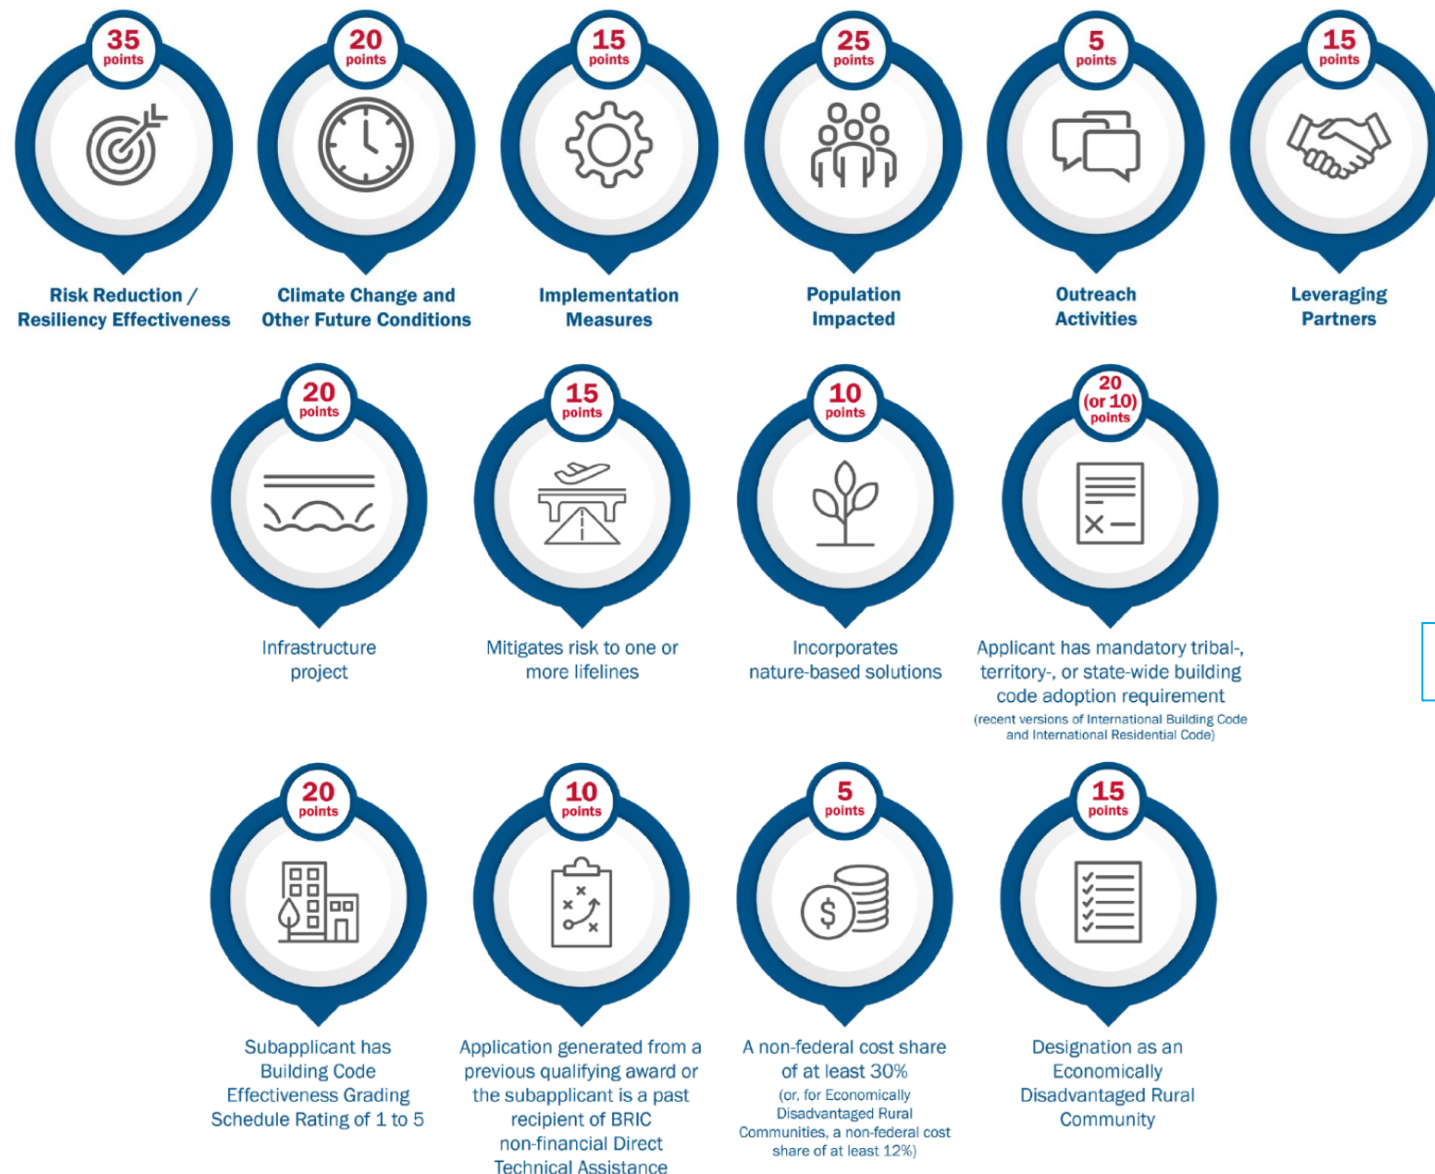 35
points
20
points
15
points
25
points
5
points
15
points
Risk Reduction /
Resiliency Effectiveness
Climate Change and
Other Future Conditions
Implementation
Measures
Population
Impacted
Outreach
Activities
Leveraging
Partners
20
points
15
points
10
points
20
(or 10)
points
Infrastructure
project
Mitigates risk to one or
more lifelines
Incorporates
nature-based solutions
Applicant has mandatory tribal-,
territory-, or state-wide building
code adoption requirement
(recent versions of International Building Code
and International Residential Code)
20
points
10
points
5
points
15
points
Subapplicant has
Building Code
Effectiveness Grading
Schedule Rating of 1 to 5
Application generated from a
previous qualifying award or
the subapplicant is a past
recipient of BRIC
non-financial Direct
Technical Assistance
A non-federal cost share
of at least 30%
(or, for Economically
Disadvantaged Rural
Communities, a non-federal cost
share of at least 12%)
Designation as an
Economically
Disadvantaged Rural
Community